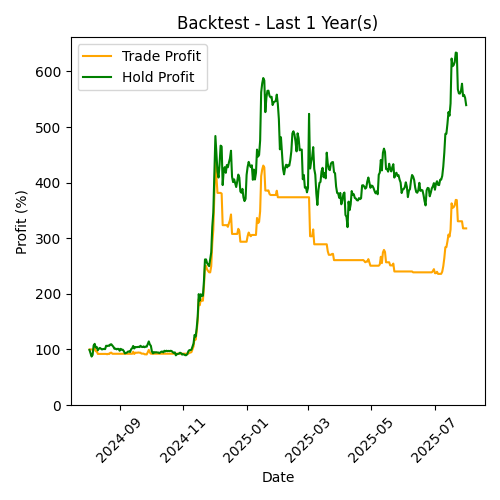 Backtest - Last 1 Year(s)
Trade Profit
Hold Profit
Profit (%)
600
500
400
300
200
100
0
2024-09
2024-11
2025-01
2025-03
2025-05
2025-07
Date